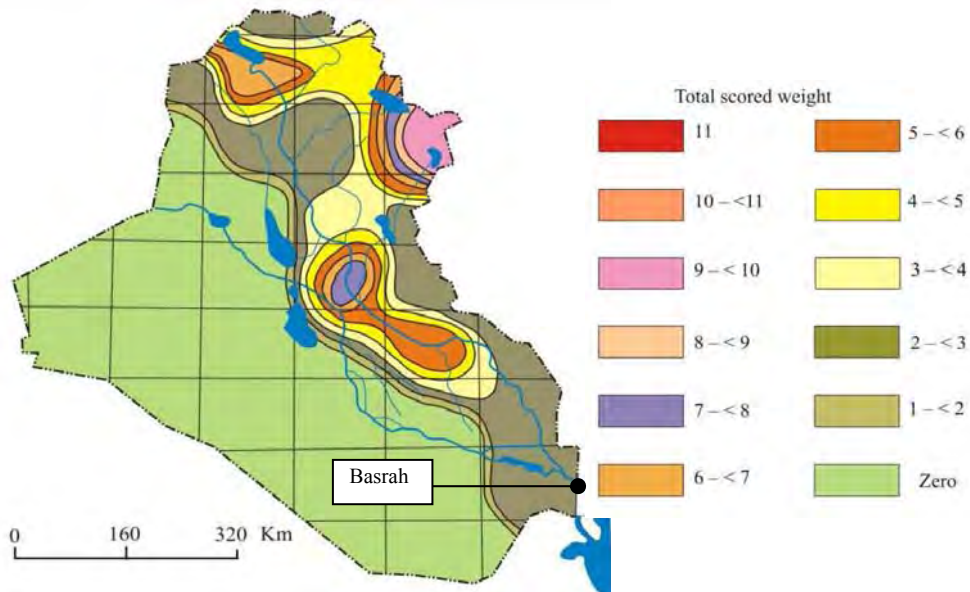 Total scored weight
11
5 – < 6
10 – <11
4 – < 5
9 – < 10
3 – < 4
8 – < 9
2 – < 3
7 – < 8
1 – < 2
6 – < 7
Zero
Basrah
0 160 320 Km